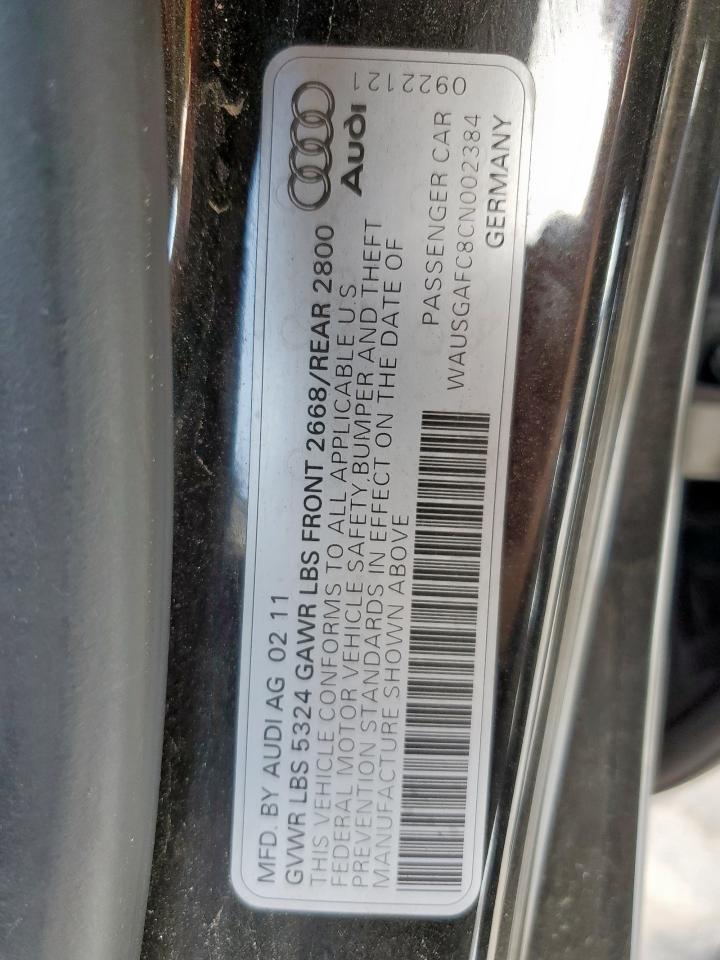 MFD. BY AUDI AG 02 11
GVWR LBS 5324 GAWR LBS FRONT 2668/REAR 2800
THIS VEHICLE CONFORMS TO ALL APPLICABLE U.S
FEDERAL MOTOR VEHICLE SAFETY, BUMPER AND THEFT
PREVENTION STANDARDS IN EFFECT ON THE DATE OF
MANUFACTURE SHOWN ABOVE
Audi
0922121
PASSENGER CAR
WAUSGAFC8CN002384
GERMANY